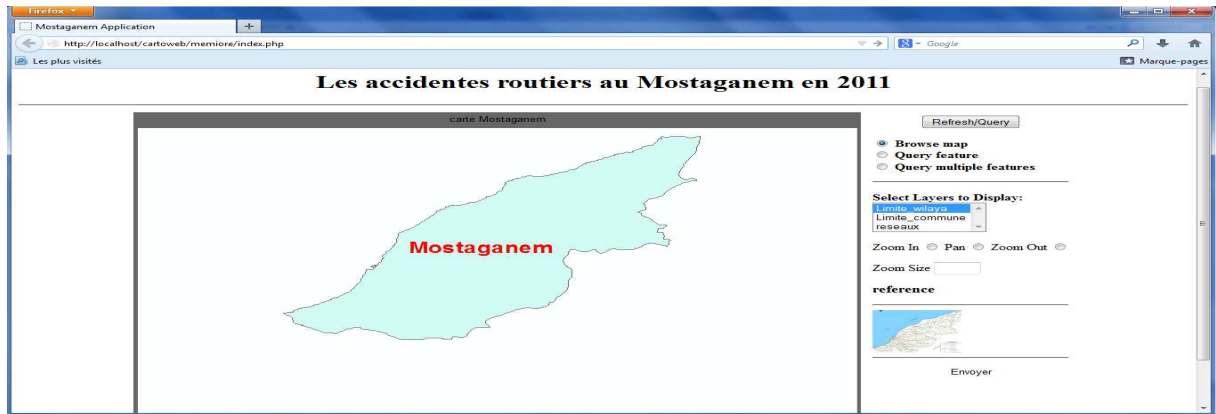 Firefox
Mostaganem Application
+
http://localhost/cartoweb/memiore/index.php
Google
Les plus visités
Marque-pages
Les accidentes routiers au Mostaganem en 2011
carte Mostaganem
Mostaganem
Refresh/Query
Browse map
Query feature
Query multiple features
Select Layers to Display:
Limite_wilaya
Limite_commune
reseaux
Zoom In Pan Zoom Out
Zoom Size
reference
Envoyer